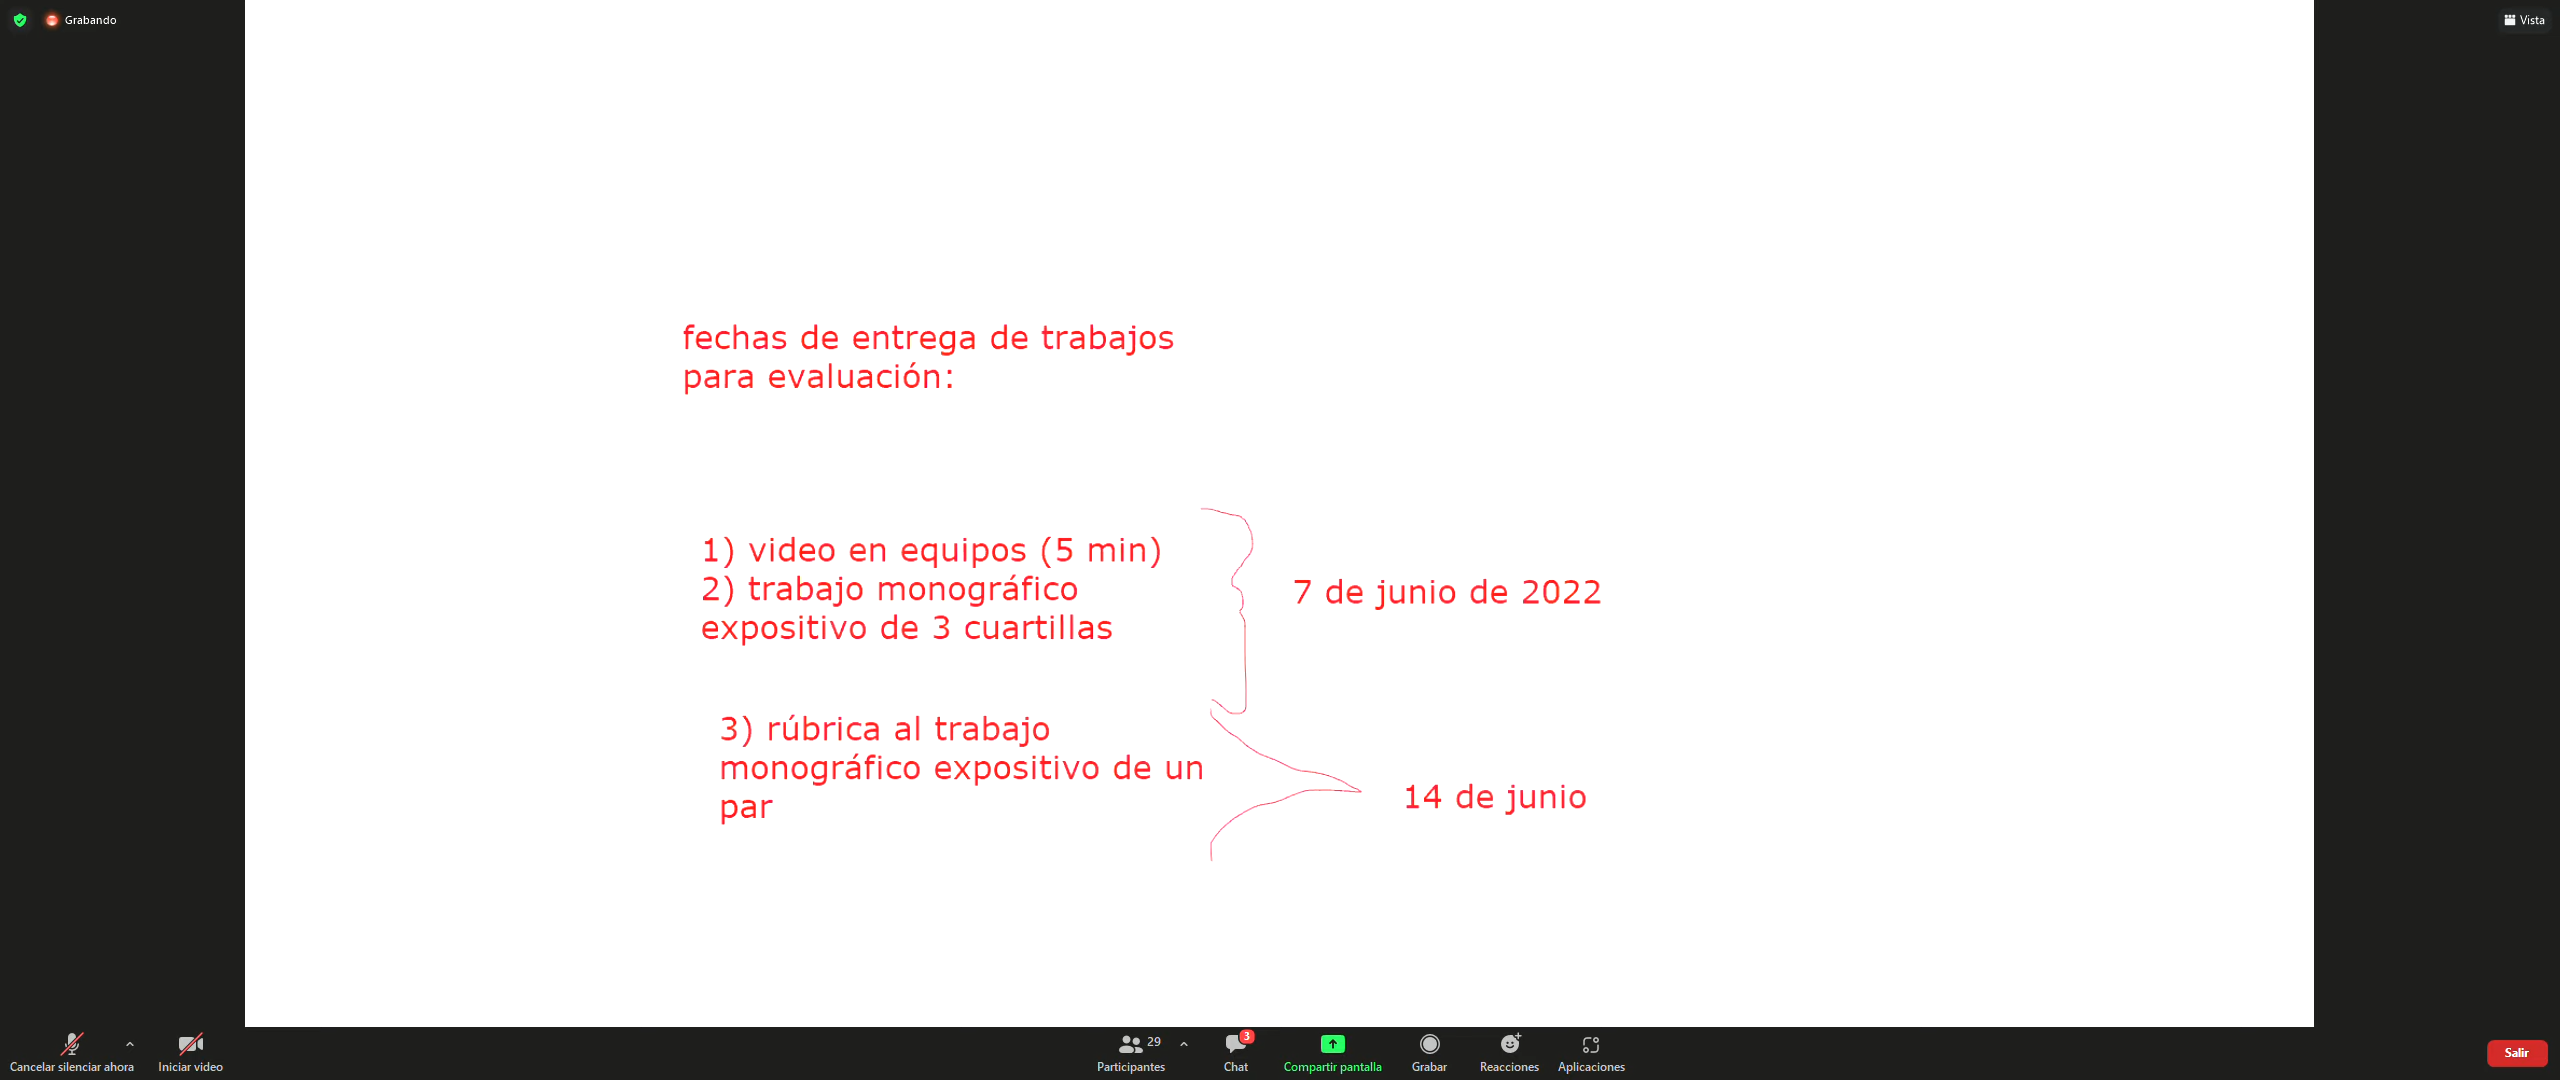 Grabando
Vista
fechas de entrega de trabajos
para evaluación:
1) video en equipos (5 min)
2) trabajo monográfico
expositivo de 3 cuartillas
7 de junio de 2022
3) rúbrica al trabajo
monográfico expositivo de un
par
14 de junio
Cancelar silenciar ahora
Iniciar video
29
Participantes
3
Chat
Compartir pantalla
Grabar
Reacciones
Aplicaciones
Salir